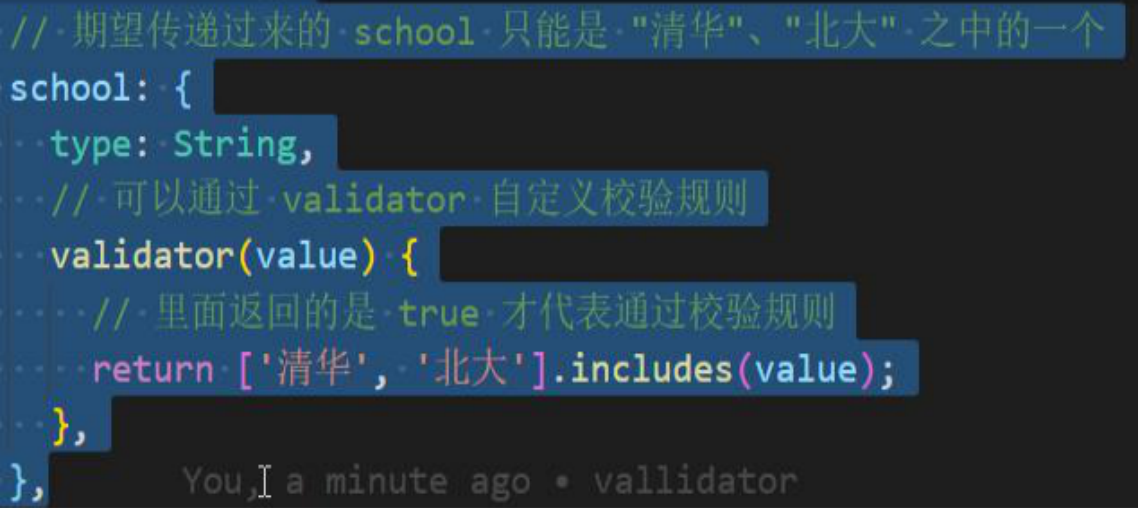 // 期望传递过来的 school 只能是 "清华"、"北大" 之中的一个
school: {
type: String,
// 可以通过 validator 自定义校验规则
validator(value) {
// 里面返回的是 true 才代表通过校验规则
return ['清华', '北大'].includes(value);
},
}, You, a minute ago • vallidator